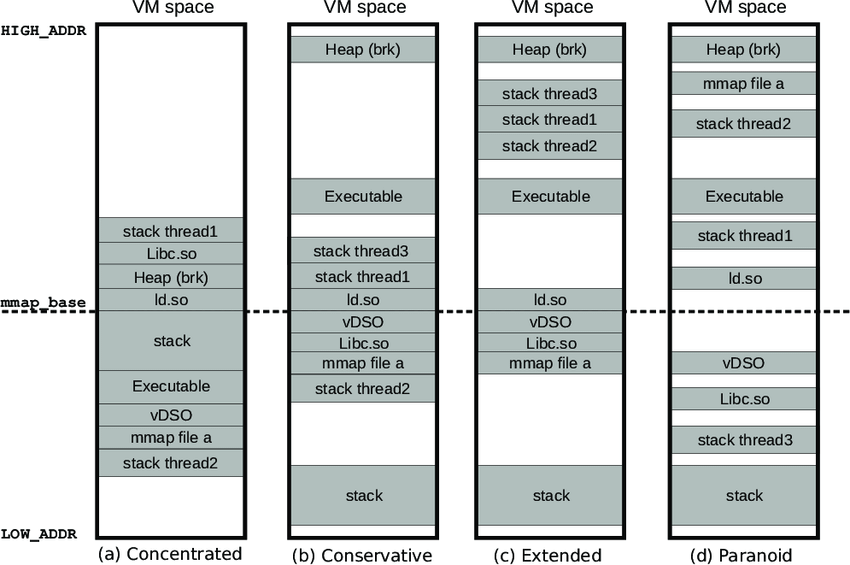 VM space VM space VM space VM space
HIGH_ADDR
Heap (brk) Heap (brk) Heap (brk)
mmap file a
stack thread3
stack thread1 stack thread2
stack thread2
Executable Executable Executable
stack thread1 stack thread1
Libc.so stack thread3
Heap (brk) stack thread1 ld.so
mmap_base ld.so ld.so ld.so
vDSO vDSO
stack Libc.so Libc.so
mmap file a mmap file a vDSO
Executable stack thread2
Libc.so
vDSO
mmap file a stack thread3
stack thread2
stack stack stack
LOW_ADDR
(a) Concentrated (b) Conservative (c) Extended (d) Paranoid